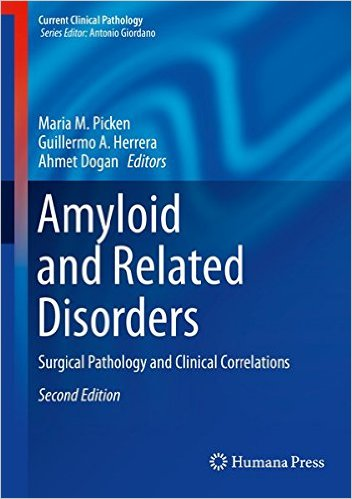 Current Clinical Pathology
Series Editor: Antonio Giordano
Maria M. Picken
Guillermo A. Herrera
Ahmet Dogan Editors
Amyloid
and Related
Disorders
Surgical Pathology and Clinical Correlations
Second Edition
Humana Press